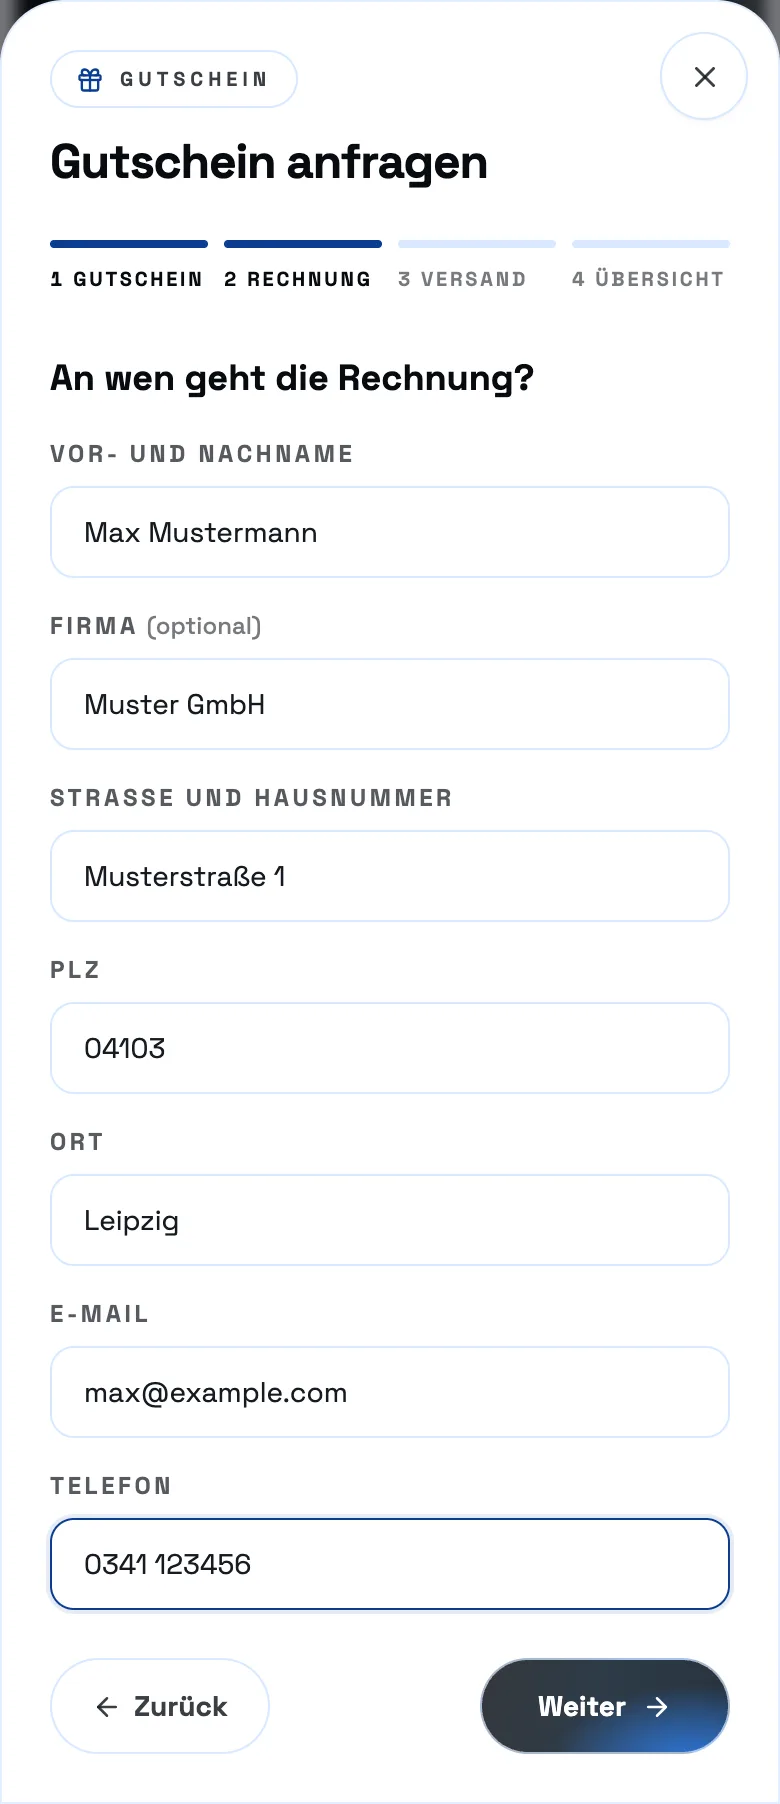 GUTSCHEIN
Gutschein anfragen
1 GUTSCHEIN 2 RECHNUNG 3 VERSAND 4 ÜBERSICHT
An wen geht die Rechnung?
VOR- UND NACHNAME
Max Mustermann
FIRMA (optional)
Muster GmbH
STRASSE UND HAUSNUMMER
Musterstraße 1
PLZ
04103
ORT
Leipzig
E-MAIL
max@example.com
TELEFON
0341 123456
← Zurück Weiter →